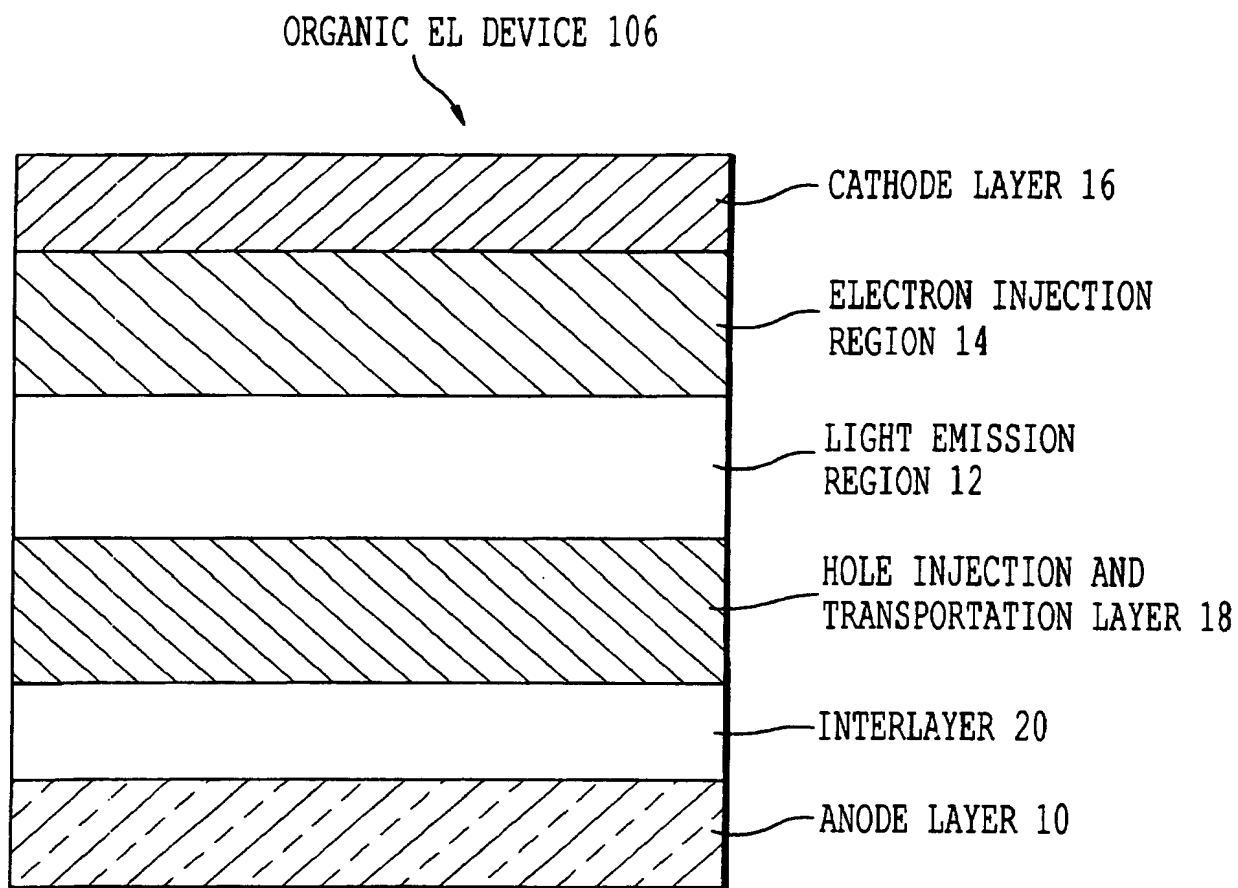 ORGANIC EL DEVICE 106
CATHODE LAYER 16
ELECTRON INJECTION
REGION 14
LIGHT EMISSION
REGION 12
HOLE INJECTION AND
TRANSPORTATION LAYER 18
INTERLAYER 20
ANODE LAYER 10